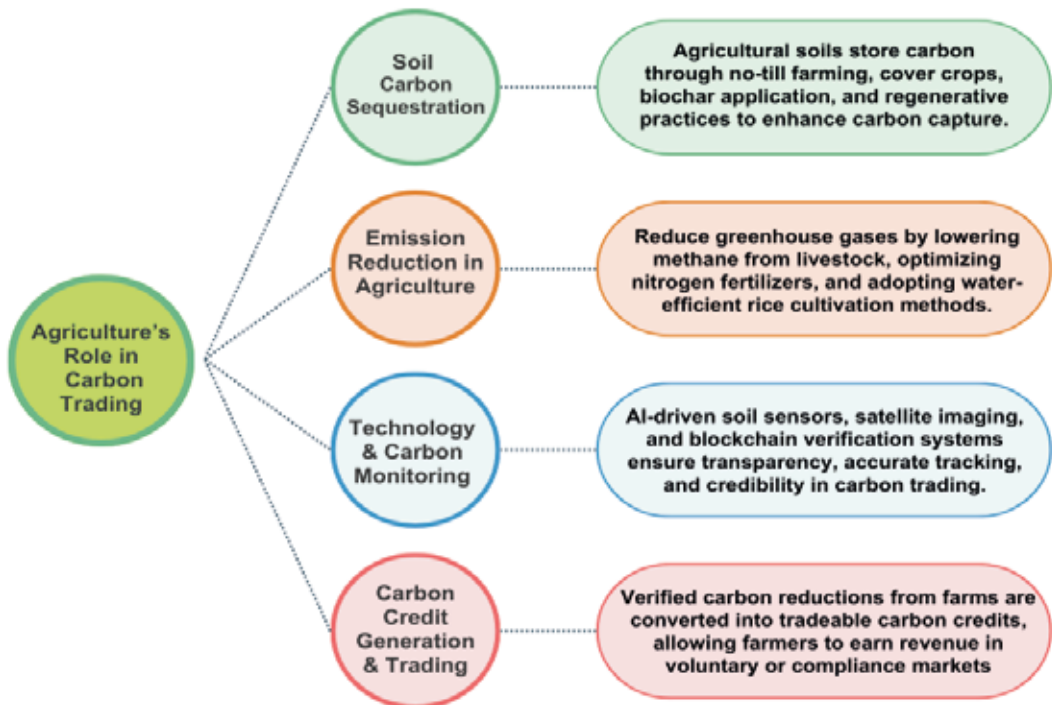 Agriculture's
Role in
Carbon
Trading
Soil
Carbon
Sequestration
Agricultural soils store carbon
through no-till farming, cover crops,
biochar application, and regenerative
practices to enhance carbon capture.
Emission
Reduction in
Agriculture
Reduce greenhouse gases by lowering
methane from livestock, optimizing
nitrogen fertilizers, and adopting water-
efficient rice cultivation methods.
Technology
& Carbon
Monitoring
AI-driven soil sensors, satellite imaging,
and blockchain verification systems
ensure transparency, accurate tracking,
and credibility in carbon trading.
Carbon
Credit
Generation
& Trading
Verified carbon reductions from farms are
converted into tradeable carbon credits,
allowing farmers to earn revenue in
voluntary or compliance markets